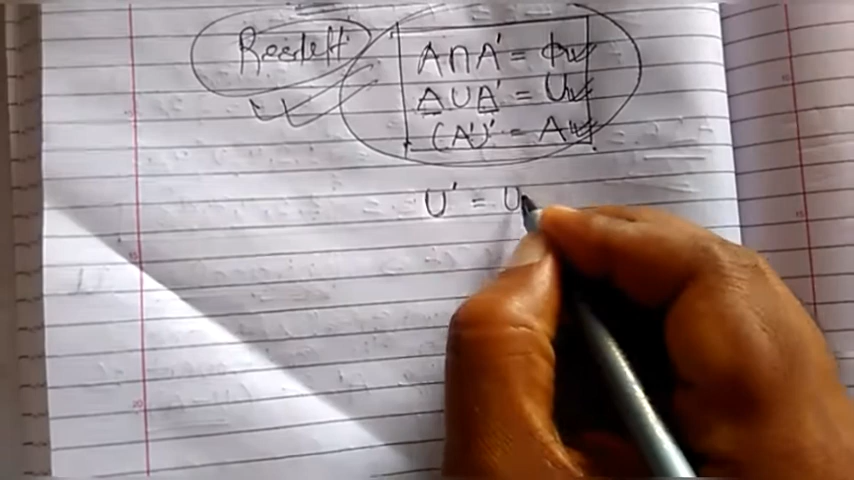 Result
A ∩ A' = ϕ
A ∪ A' = U
(A')' = A
U' = U